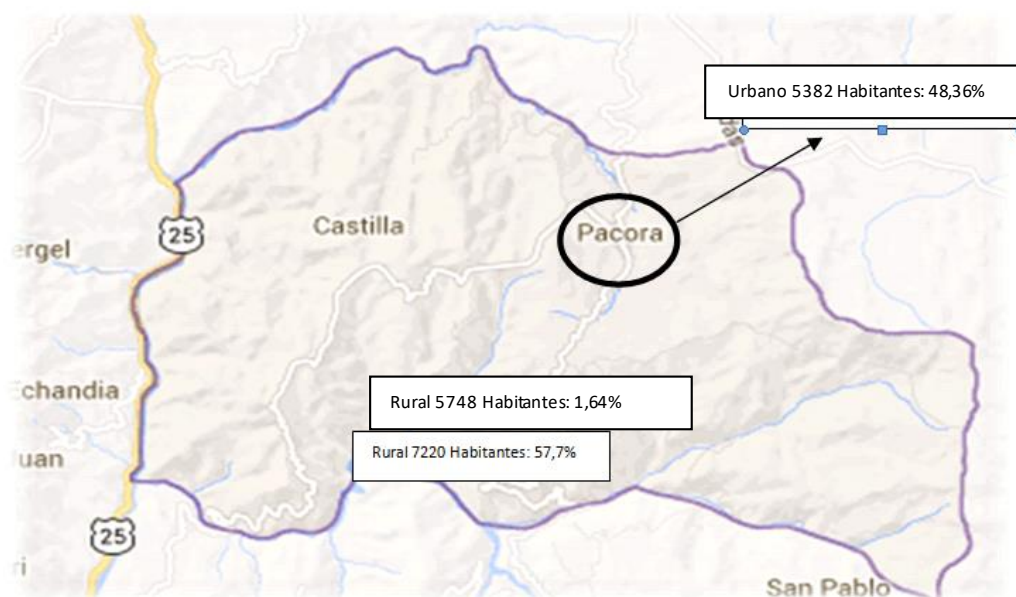 Urbano 5382 Habitantes: 48,36%
Castilla
Pacora
25
ergel
Rural 5748 Habitantes: 1,64%
Echandia
Rural 7220 Habitantes: 57,7%
uan
25
ri
San Pablo